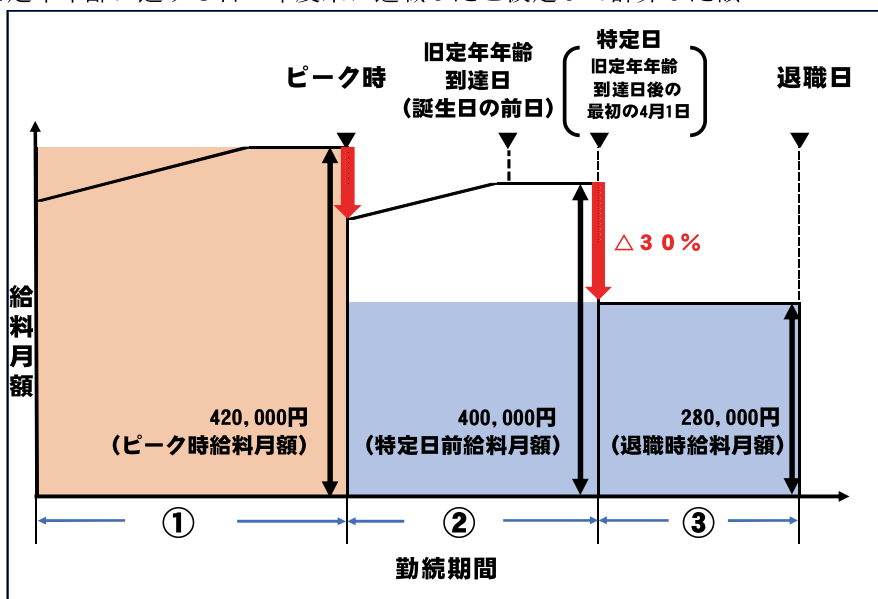 ピーク時
旧定年年齢
到達日
(誕生日の前日)
特定日
旧定年年齢
到達日後の
最初の4月1日
退職日
給料月額
△30%
420,000円
(ピーク時給料月額)
400,000円
(特定日前給料月額)
280,000円
(退職時給料月額)
①
②
③
勤続期間